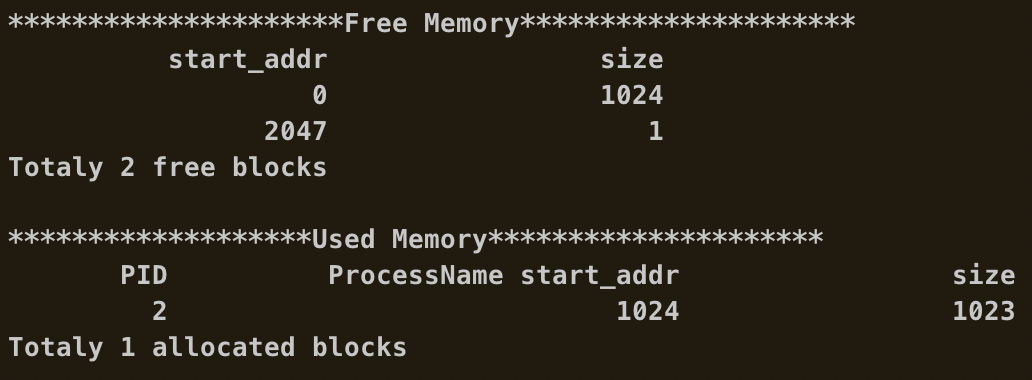 *********************Free Memory*********************
start_addr size
0 1024
2047 1
Totaly 2 free blocks
*******************Used Memory*********************
PID ProcessName start_addr size
2 1024 1023
Totaly 1 allocated blocks